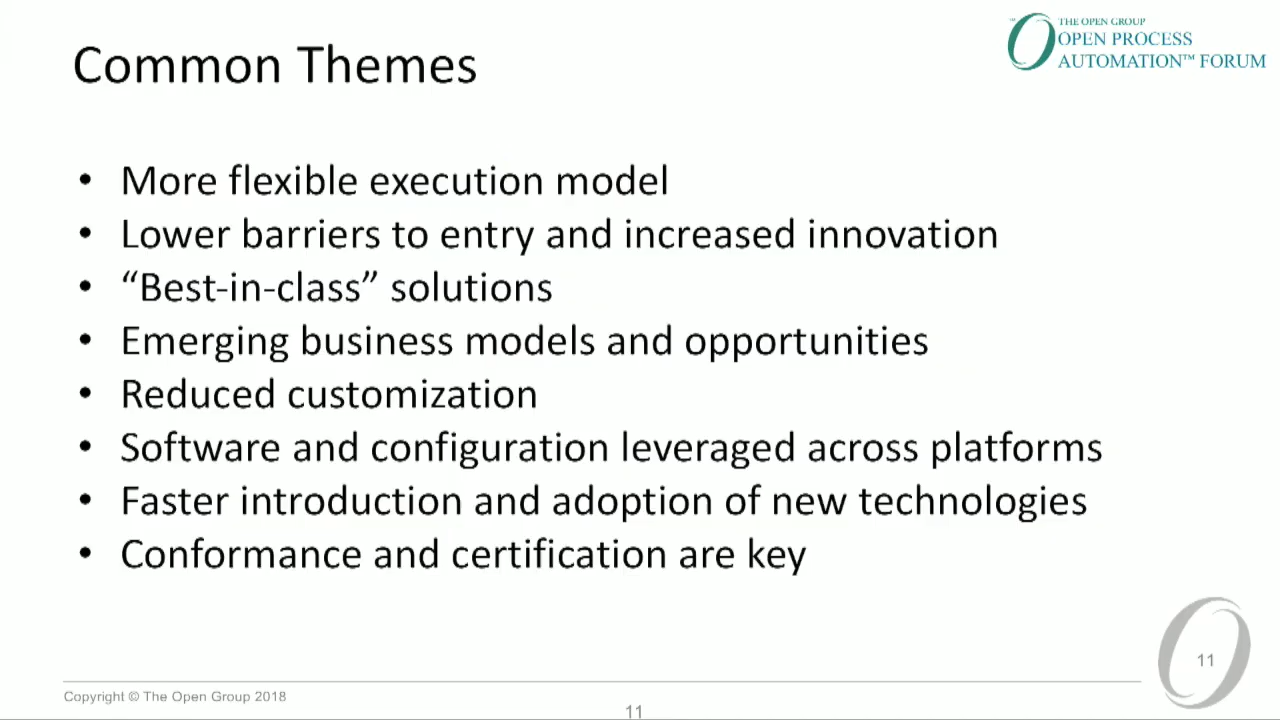 Common Themes
™ THE OPEN GROUP
OPEN PROCESS
AUTOMATION™ FORUM
• More flexible execution model
• Lower barriers to entry and increased innovation
• “Best-in-class” solutions
• Emerging business models and opportunities
• Reduced customization
• Software and configuration leveraged across platforms
• Faster introduction and adoption of new technologies
• Conformance and certification are key
11
Copyright © The Open Group 2018
11